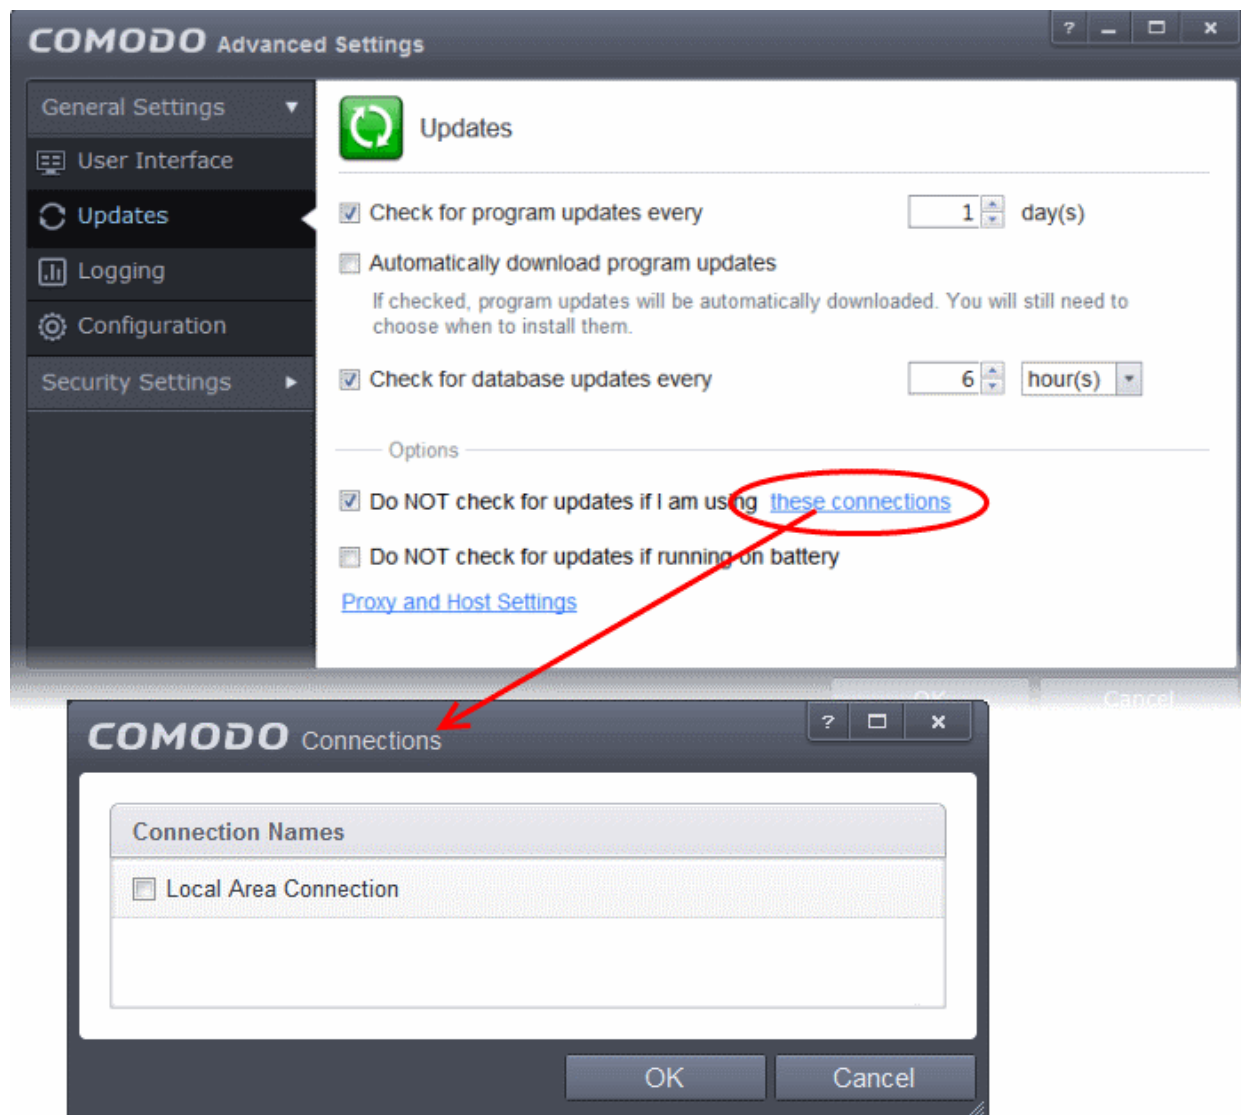 COMODO Advanced Settings
?
General Settings
User Interface
Updates
Logging
Configuration
Security Settings
Updates
Check for program updates every 1 day(s)
Automatically download program updates
If checked, program updates will be automatically downloaded. You will still need to
choose when to install them.
Check for database updates every 6 hour(s)
Options
Do NOT check for updates if I am using these connections
Do NOT check for updates if running on battery
Proxy and Host Settings
OK Cancel
COMODO Connections
?
Connection Names
Local Area Connection
OK Cancel